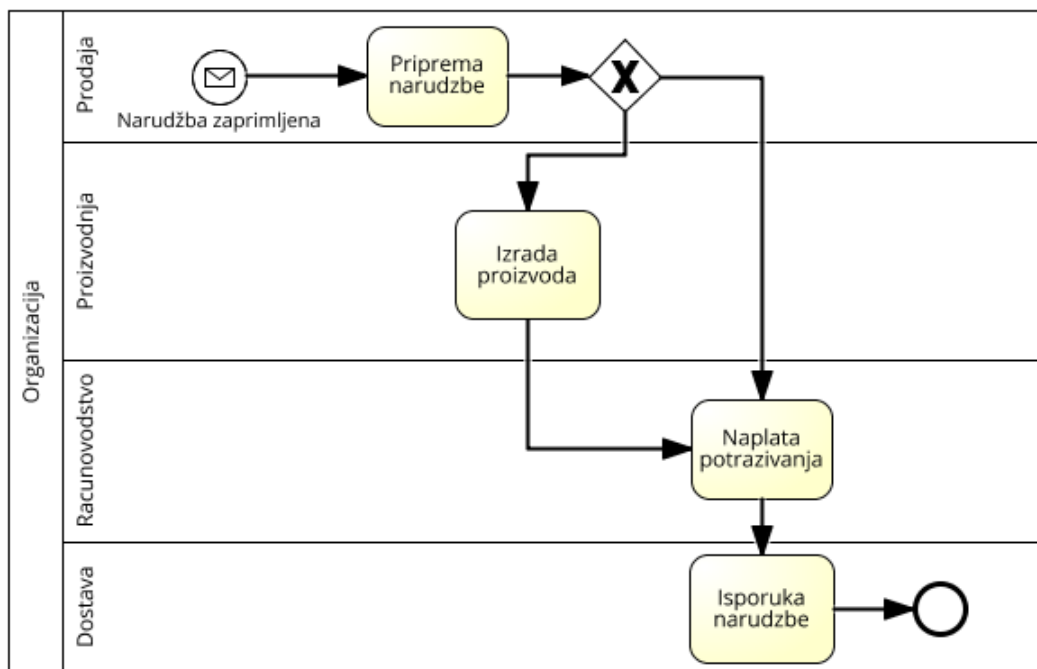 Organizacija
Prodaja
Narudžba zaprimljena
Priprema
narudzbe
X
Proizvodnja
Izrada
proizvoda
Racunovodstvo
Naplata
potrazivanja
Dostava
Isporuka
narudzbe